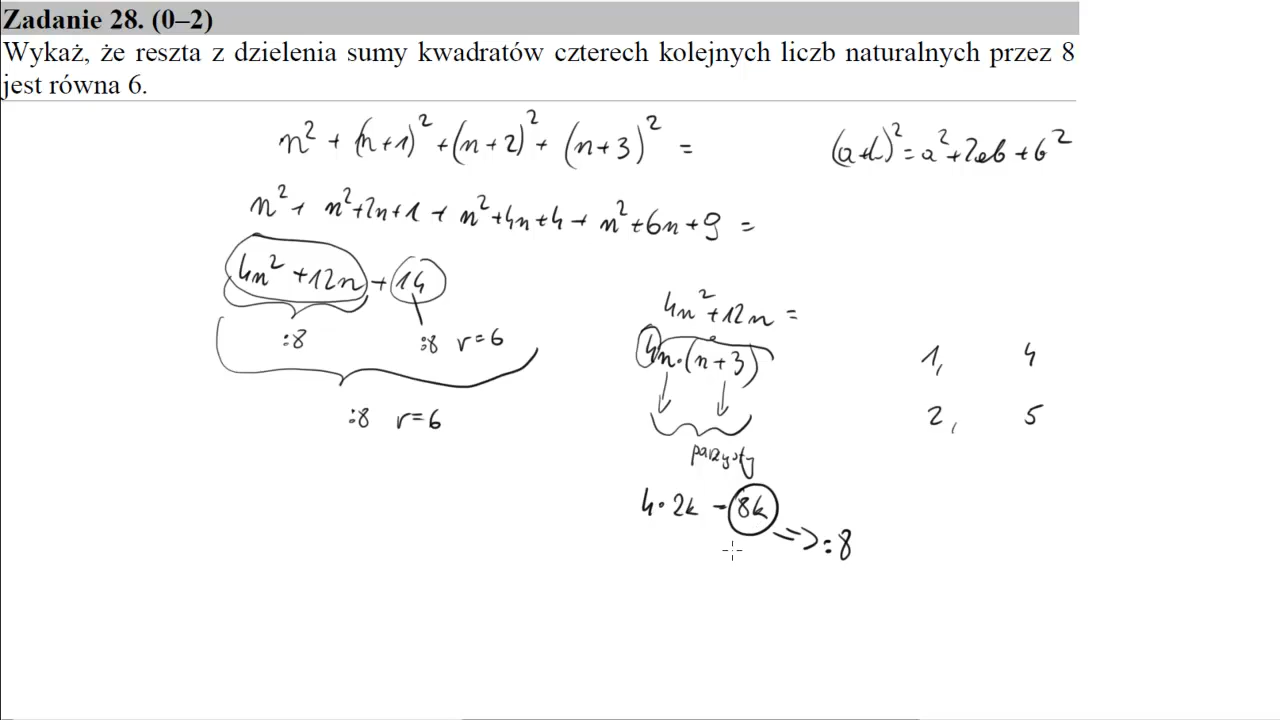 Zadanie 28. (0–2)
Wykaż, że reszta z dzielenia sumy kwadratów czterech kolejnych liczb naturalnych przez 8
jest równa 6.
n² + (n+1)² + (n+2)² + (n+3)² =
(a+b)² = a² + 2ab + b²
n² + n² + 2n + 1 + n² + 4n + 4 + n² + 6n + 9 =
4n² + 12n + 14
:8
:8 r=6
:8 r=6
4n² + 12n =
4n·(n+3)
parzysty
4·2k = 8k => :8
1, 4
2, 5